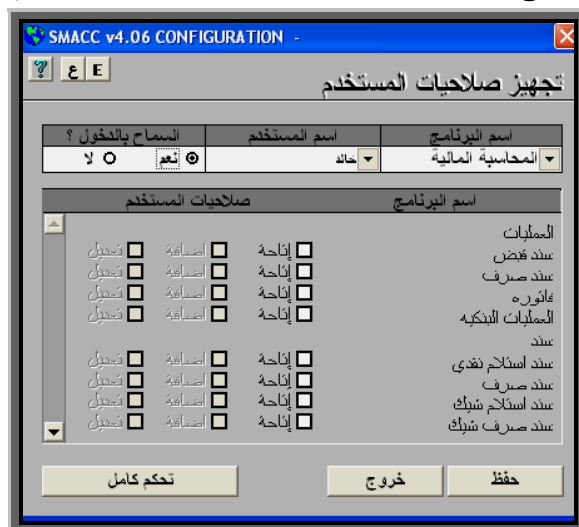 SMACC v4.06 CONFIGURATION -
? ع E
تجهيز صلاحيات المستخدم
اسم البرنامج اسم المستخدم السماح بالدخول ؟
المحاسبة المالية خالد نعم لا
اسم البرنامج صلاحيات المستخدم
العمليات
سند قبض إتاحة اضافة تعديل
سند صرف إتاحة اضافة تعديل
فاتوره إتاحة اضافة تعديل
العمليات البنكيه إتاحة اضافة تعديل
سند
سند استلام نقدى إتاحة اضافة تعديل
سند صرف إتاحة اضافة تعديل
سند استلام شيك إتاحة اضافة تعديل
سند صرف شيك إتاحة اضافة تعديل
حفظ خروج تحكم كامل